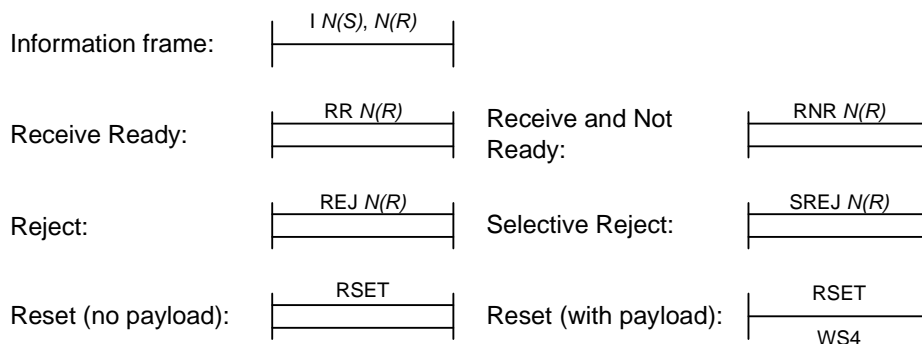 Information frame:
I N(S), N(R)
Receive Ready:
RR N(R)
Receive and Not
Ready:
RNR N(R)
Reject:
REJ N(R)
Selective Reject:
SREJ N(R)
Reset (no payload):
RSET
Reset (with payload):
RSET
WS4